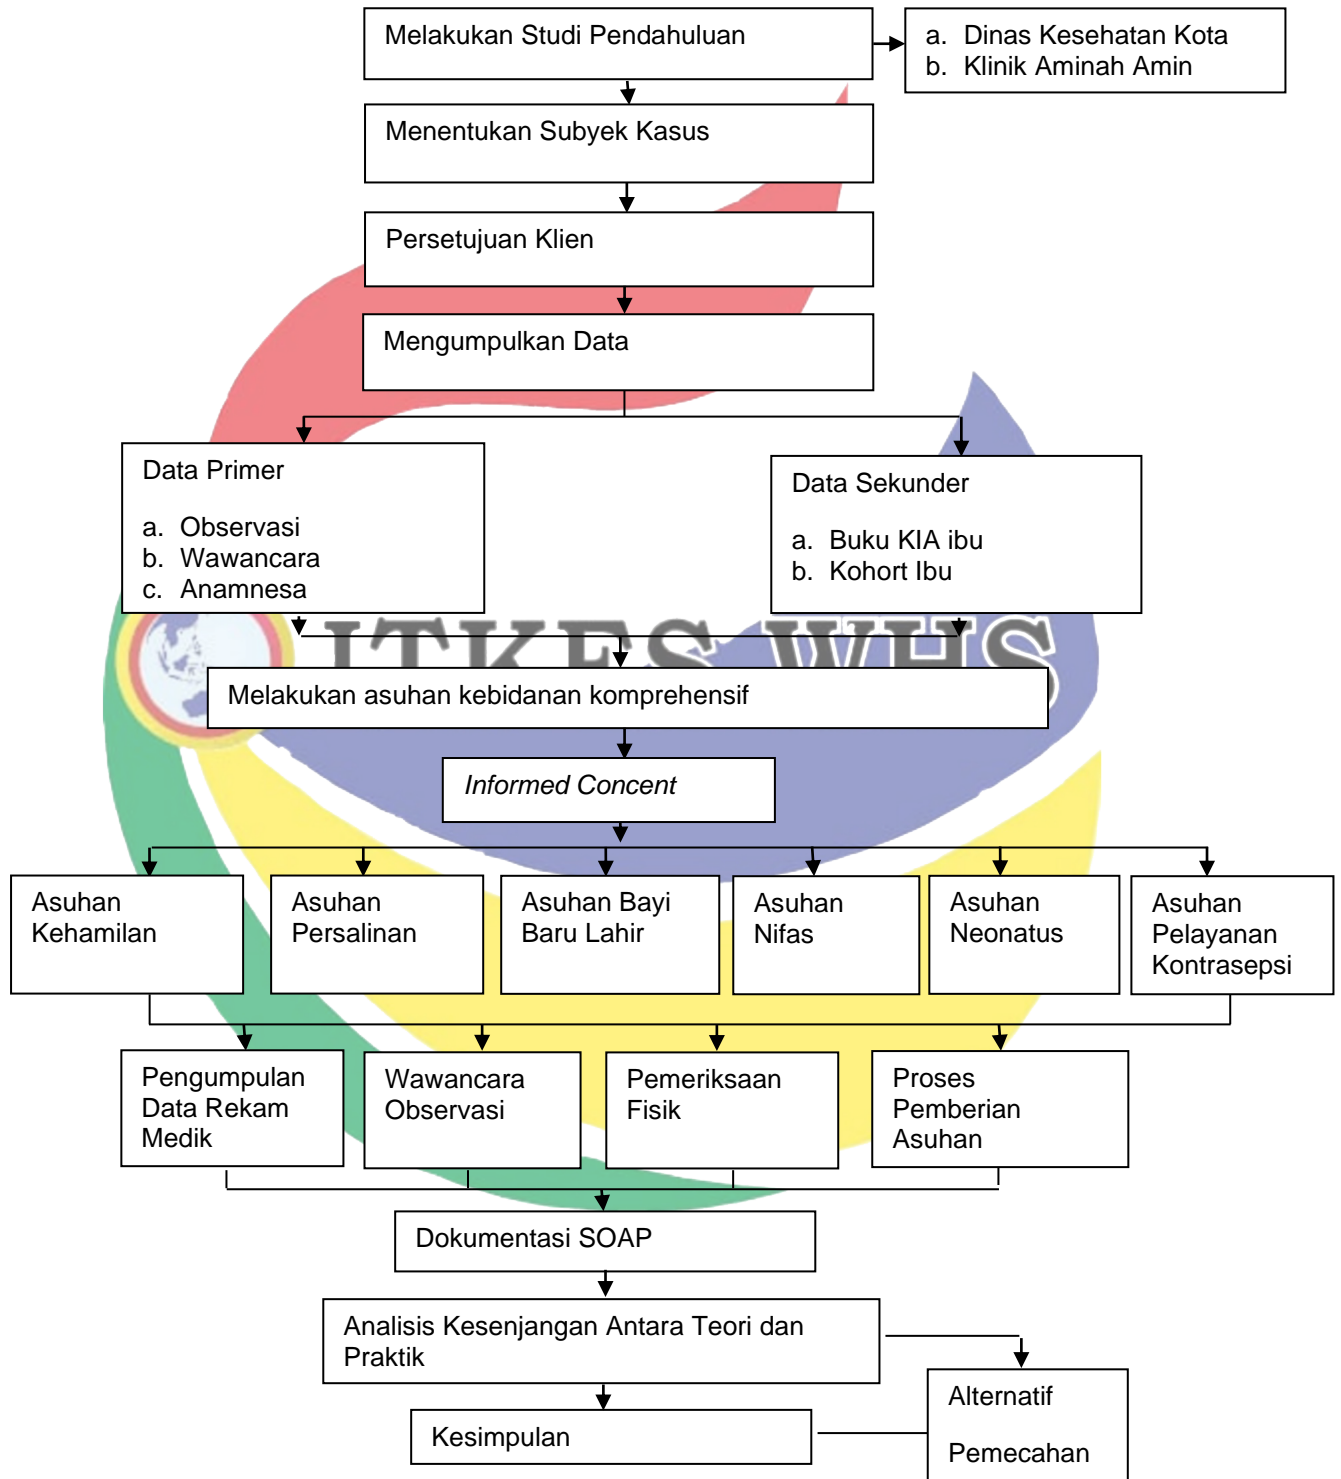 Melakukan Studi Pendahuluan
a. Dinas Kesehatan Kota
b. Klinik Aminah Amin
Menentukan Subyek Kasus
Persetujuan Klien
Mengumpulkan Data
Data Primer
a. Observasi
b. Wawancara
c. Anamnesa
Data Sekunder
a. Buku KIA ibu
b. Kohort Ibu
ITKES WHS
Melakukan asuhan kebidanan komprehensif
Informed Concent
Asuhan
Kehamilan
Asuhan
Persalinan
Asuhan Bayi
Baru Lahir
Asuhan
Nifas
Asuhan
Neonatus
Asuhan
Pelayanan
Kontrasepsi
Pengumpulan
Data Rekam
Medik
Wawancara
Observasi
Pemeriksaan
Fisik
Proses
Pemberian
Asuhan
Dokumentasi SOAP
Analisis Kesenjangan Antara Teori dan
Praktik
Alternatif
Pemecahan
Kesimpulan